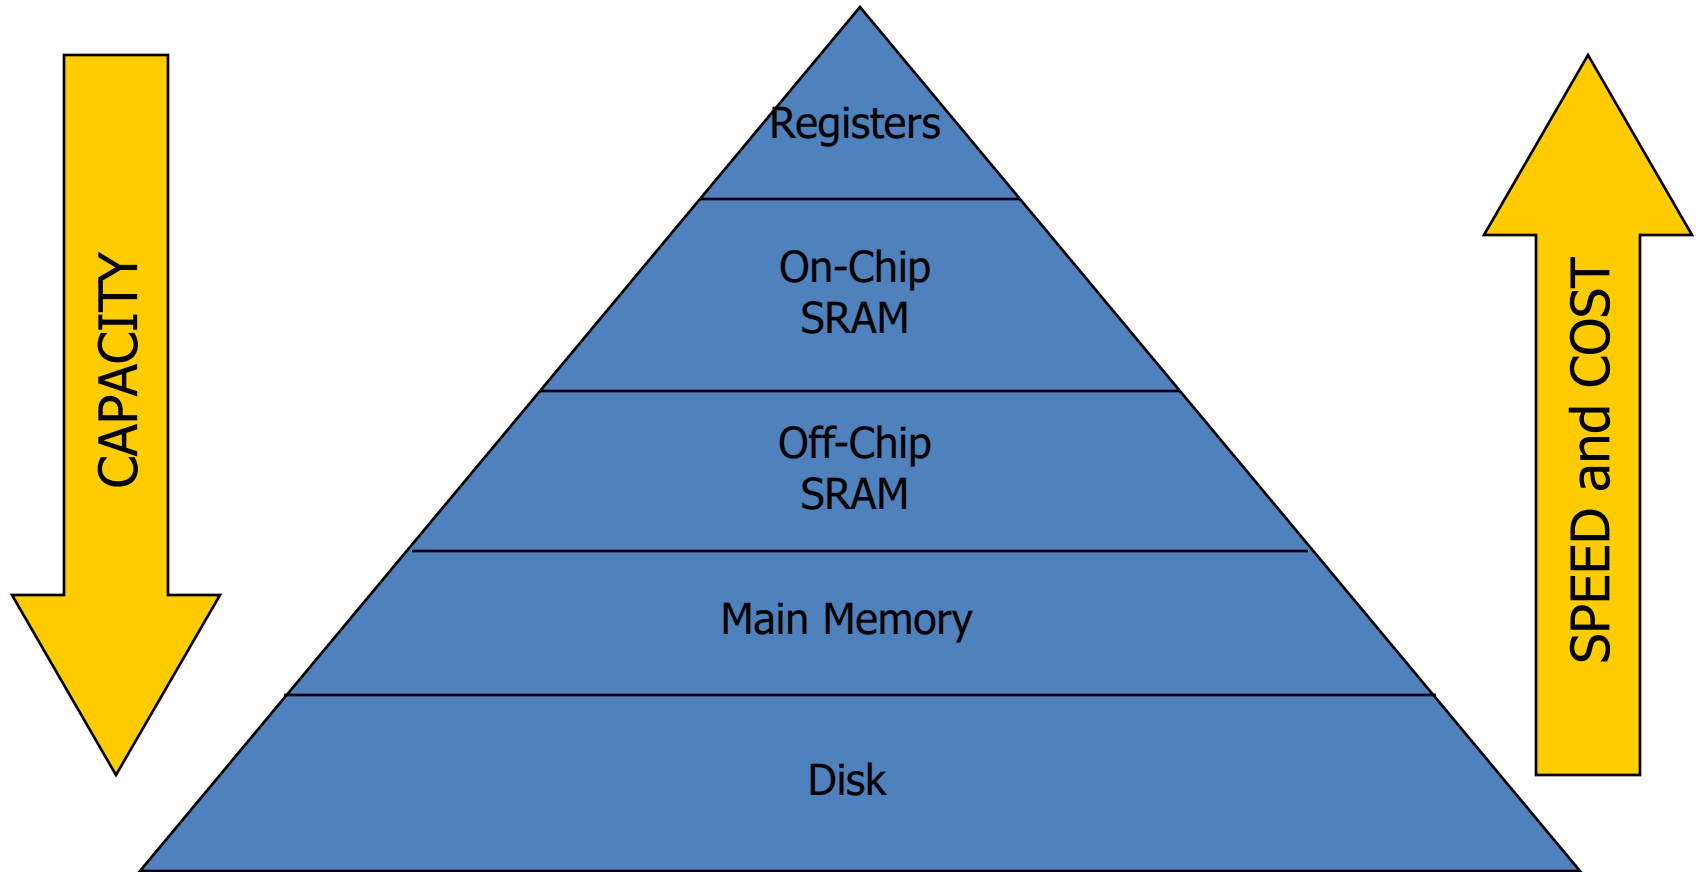 Registers
On-Chip
SRAM
Off-Chip
SRAM
Main Memory
Disk
CAPACITY
SPEED and COST